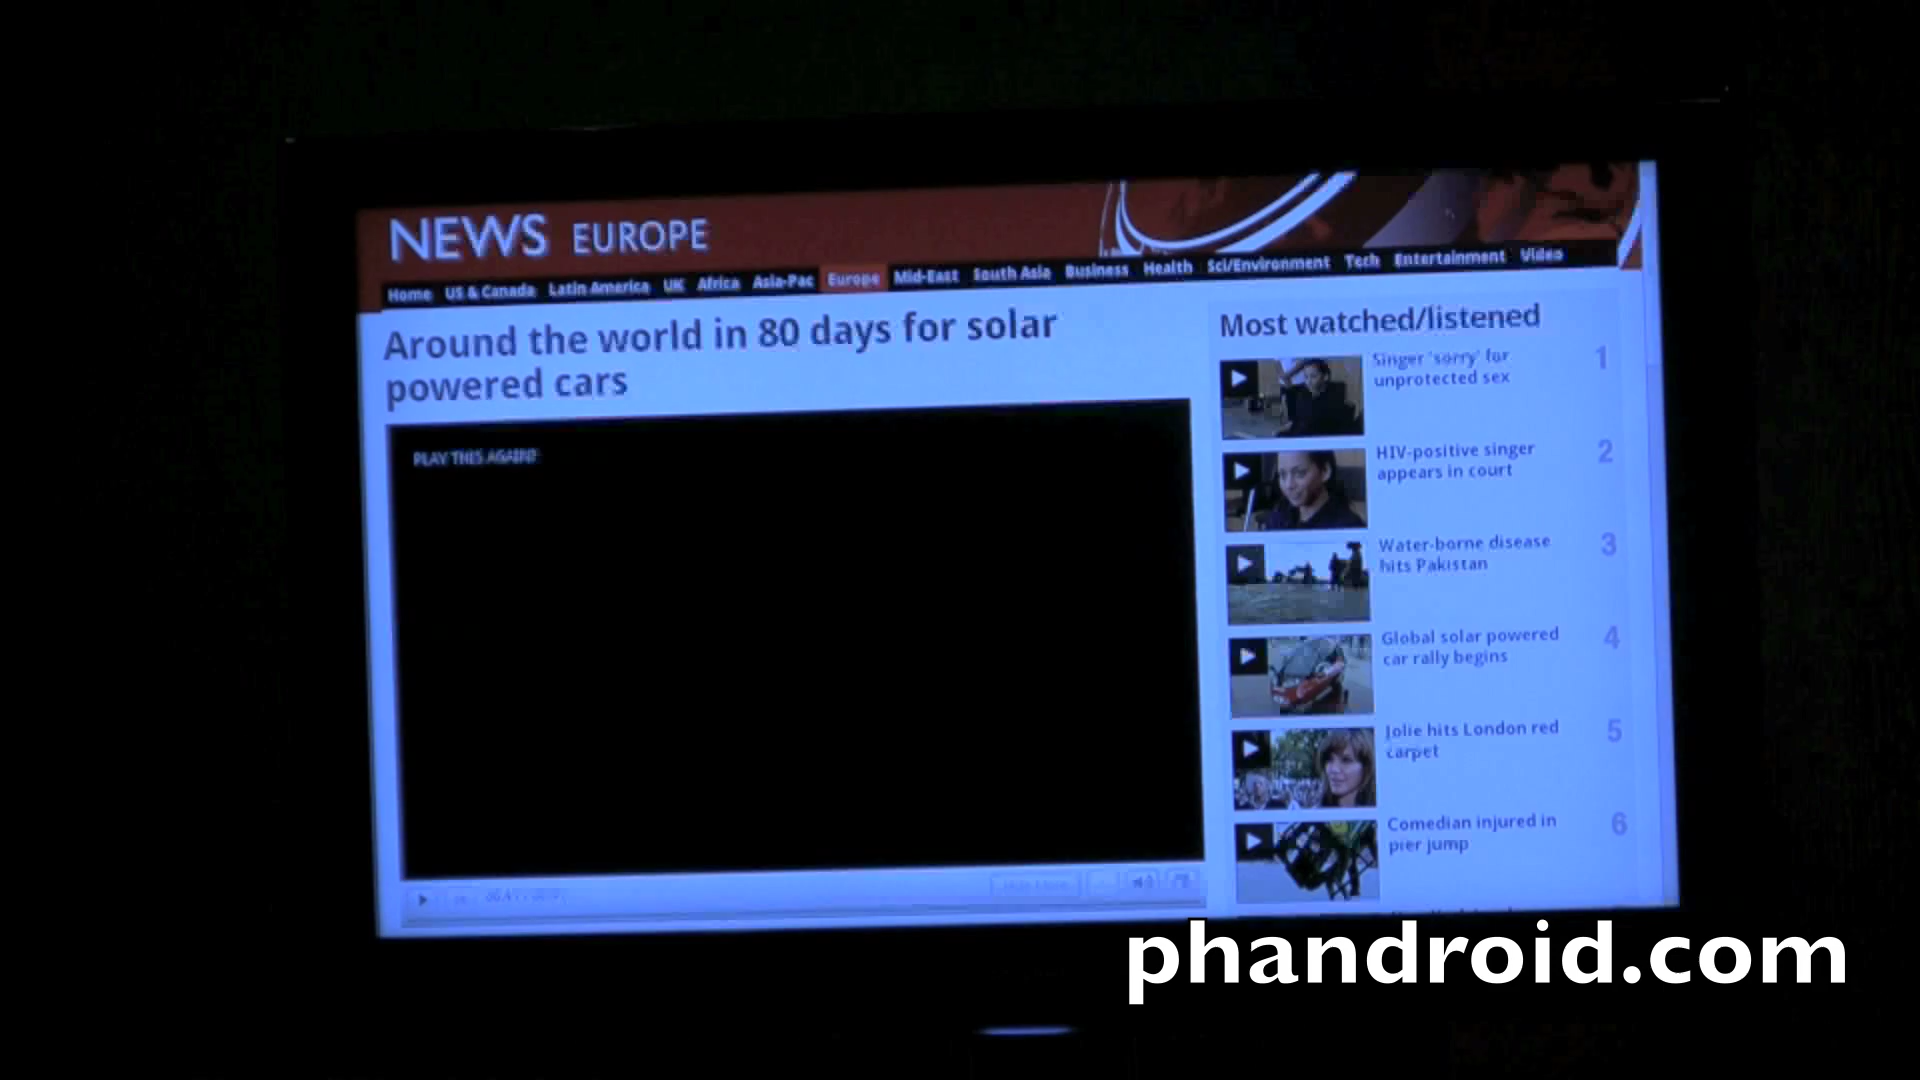 NEWS EUROPE
Home US & Canada Latin America UK Africa Asia-Pac Europe Mid-East South Asia Business Health Sci/Environment Tech Entertainment Video
Around the world in 80 days for solar
powered cars
PLAY THIS AGAIN?
Most watched/listened
Singer 'sorry' for
unprotected sex
1
HIV-positive singer
appears in court
2
Water-borne disease
hits Pakistan
3
Global solar powered
car rally begins
4
Jolie hits London red
carpet
5
Comedian injured in
pier jump
6
phandroid.com